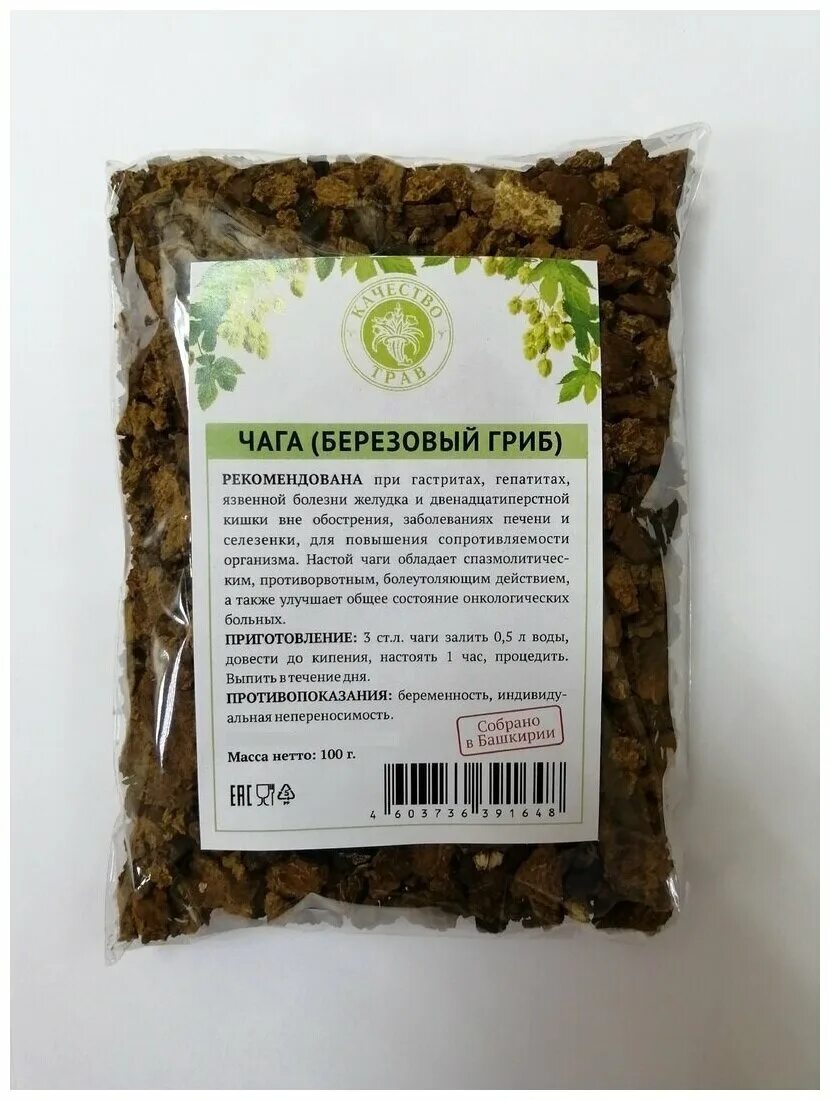 КАЧЕСТВО
ТРАВ
ЧАГА (БЕРЕЗОВЫЙ ГРИБ)
РЕКОМЕНДОВАНА при гастритах, гепатитах,
язвенной болезни желудка и двенадцатиперстной
кишки вне обострения, заболеваниях печени и
селезенки, для повышения сопротивляемости
организма. Настой чаги обладает спазмолитичес-
ким, противорвотным, болеутоляющим действием,
а также улучшает общее состояние онкологических
больных.
ПРИГОТОВЛЕНИЕ: 3 ст.л. чаги залить 0,5 л воды,
довести до кипения, настоять 1 час, процедить.
Выпить в течение дня.
ПРОТИВОПОКАЗАНИЯ: беременность, индивиду-
альная непереносимость.
Собрано
в Башкирии
Масса нетто: 100 г.
EAC 5 PP
4 603736 391648